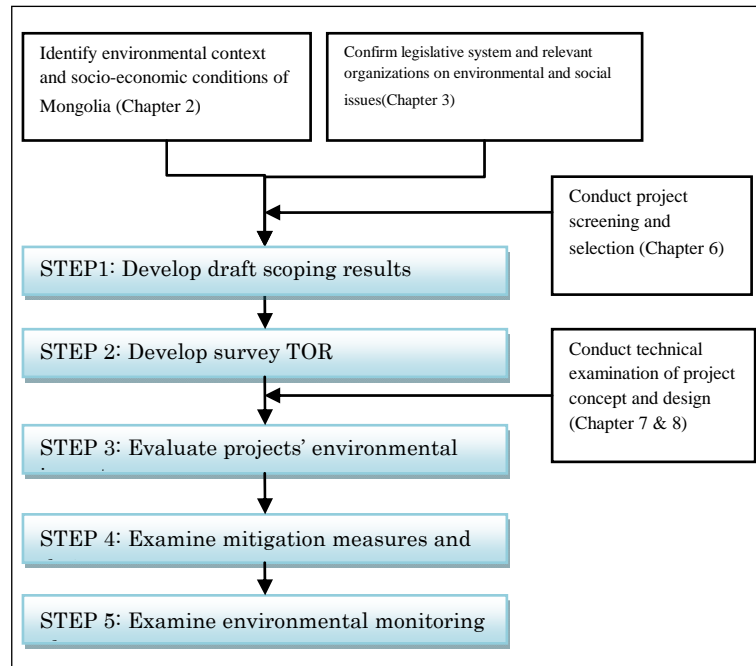 Identify environmental context
and socio-economic conditions of
Mongolia (Chapter 2)
Confirm legislative system and relevant
organizations on environmental and social
issues(Chapter 3)
Conduct project
screening and
selection (Chapter 6)
STEP1: Develop draft scoping results
STEP 2: Develop survey TOR
Conduct technical
examination of project
concept and design
(Chapter 7 & 8)
STEP 3: Evaluate projects’ environmental
STEP 4: Examine mitigation measures and
STEP 5: Examine environmental monitoring